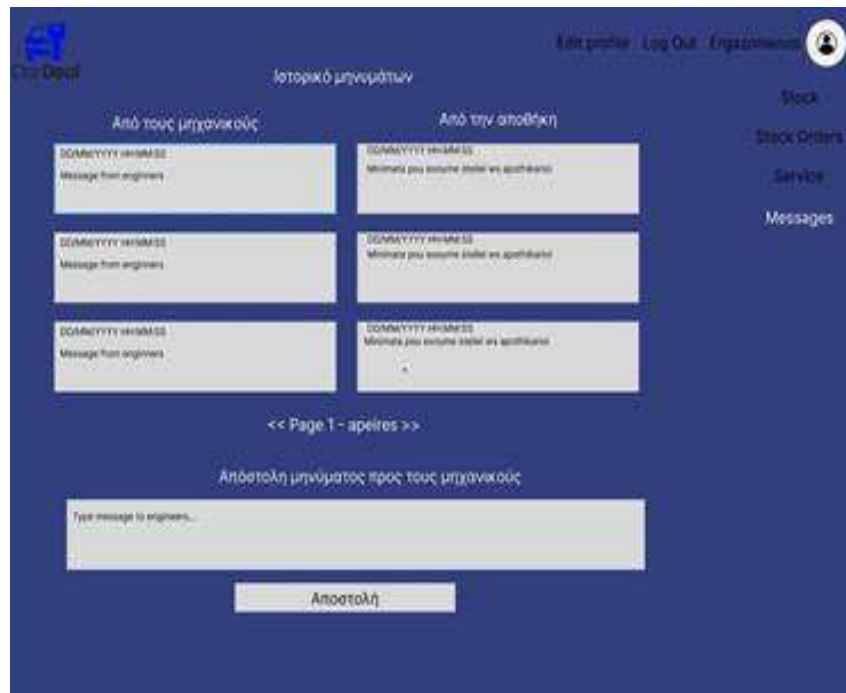 Edit profile Log Out Ergazomenos
CarDeal
Ιστορικό μηνυμάτων
Stock
Stock Orders
Service
Messages
Από τους μηχανικούς
DD/MM/YYYY HH:MM:SS
Message from engineers
DD/MM/YYYY HH:MM:SS
Message from engineers
DD/MM/YYYY HH:MM:SS
Message from engineers
Από την αποθήκη
DD/MM/YYYY HH:MM:SS
Minimata pou exoume steilei ws apothikarioi
DD/MM/YYYY HH:MM:SS
Minimata pou exoume steilei ws apothikarioi
DD/MM/YYYY HH:MM:SS
Minimata pou exoume steilei ws apothikarioi
<< Page 1 - apeires >>
Απόστολη μηνύματος προς τους μηχανικούς
Type message to engineers...
Αποστολή